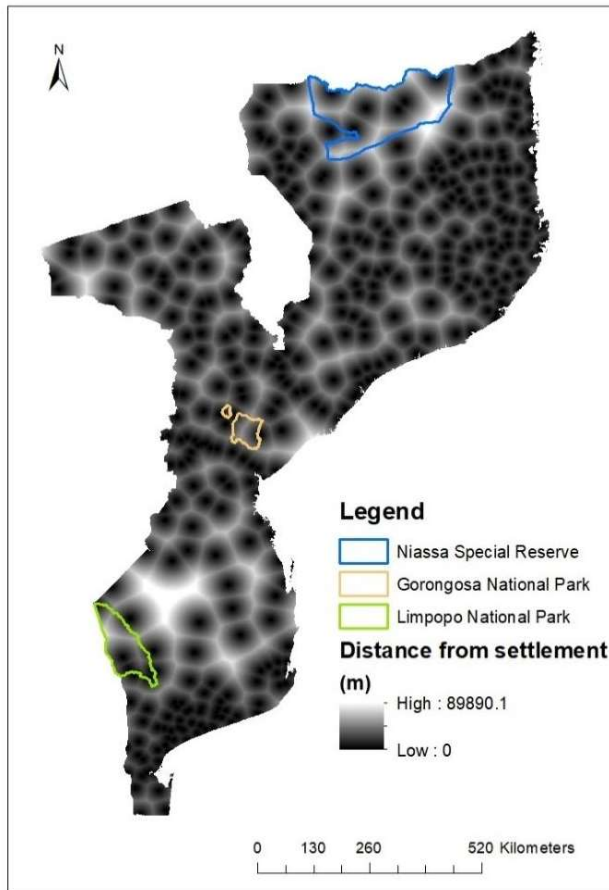 N
Legend
Niassa Special Reserve
Gorongosa National Park
Limpopo National Park
Distance from settlement
(m)
High : 89890.1
Low : 0
0 130 260 520 Kilometers